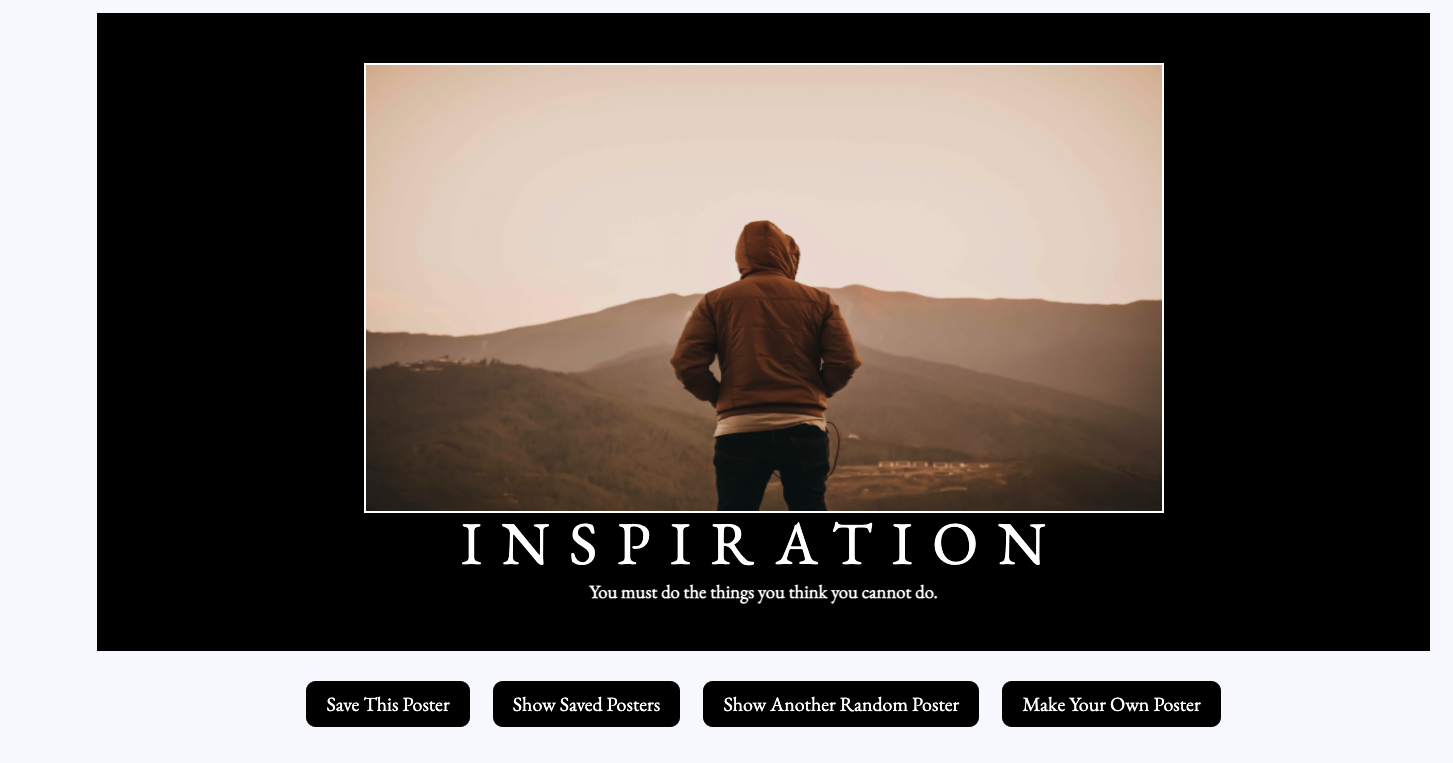 INSPIRATION
You must do the things you think you cannot do.
Save This Poster
Show Saved Posters
Show Another Random Poster
Make Your Own Poster